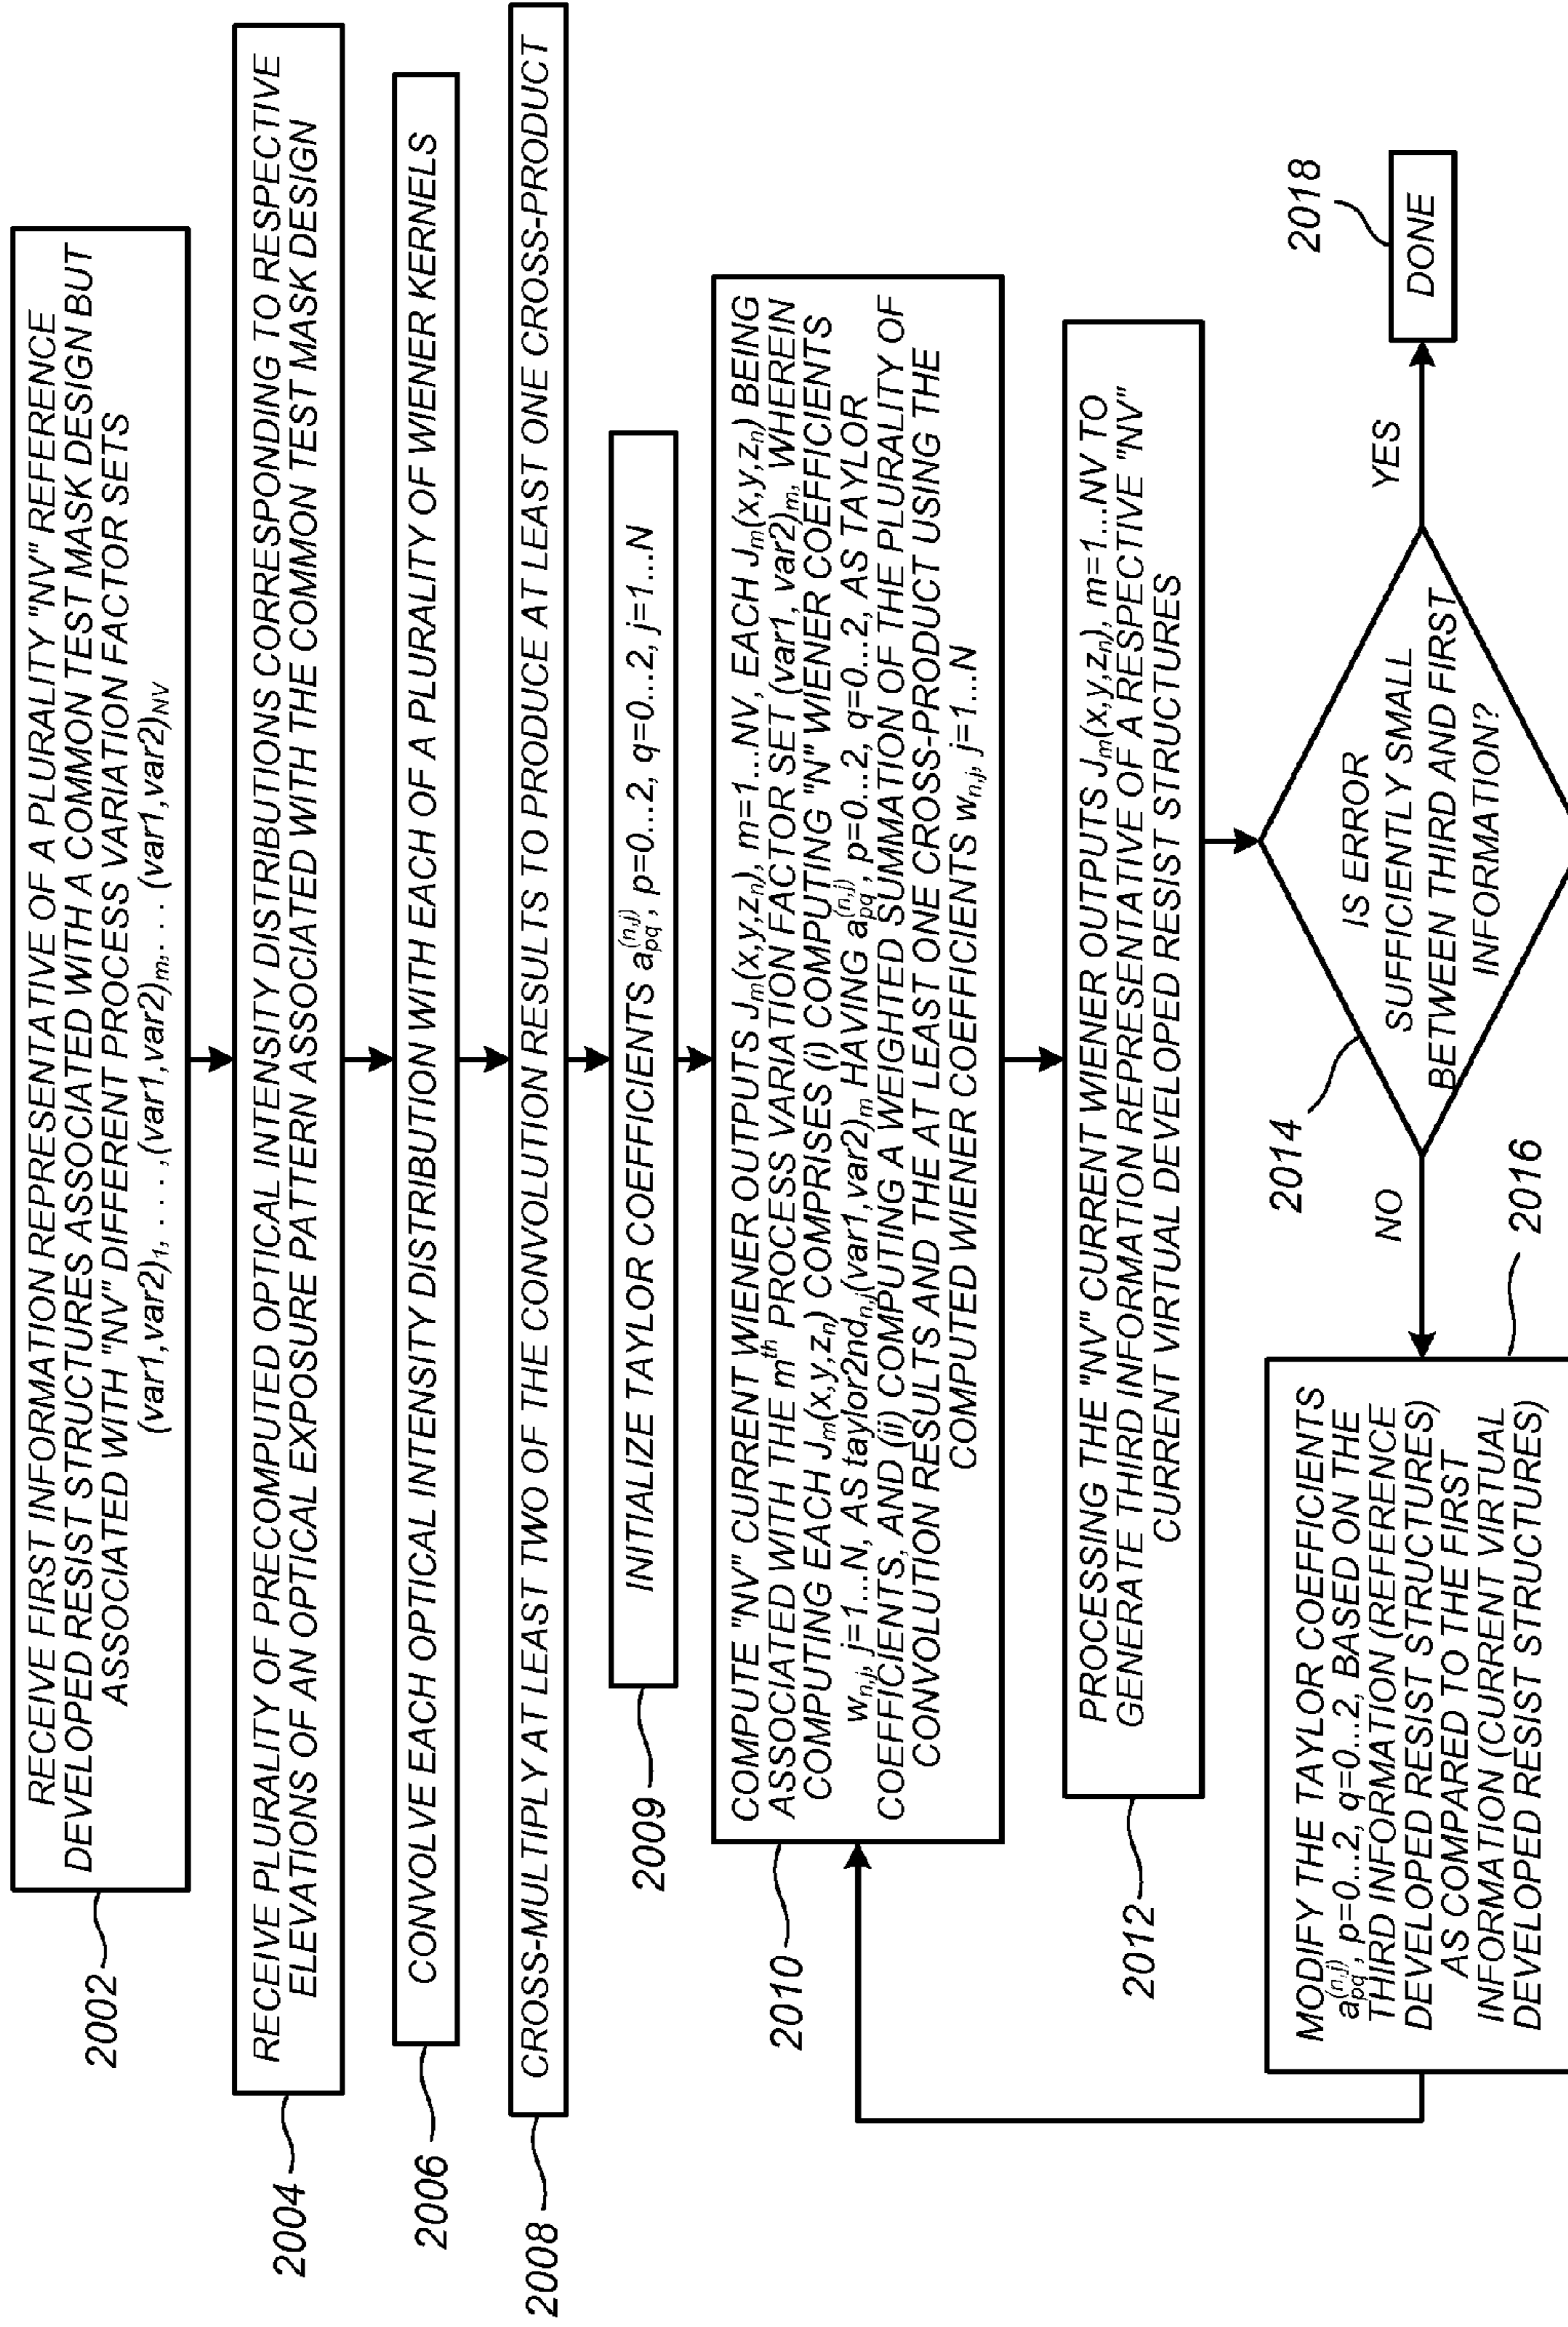 2002
RECEIVE FIRST INFORMATION REPRESENTATIVE OF A PLURALITY "NV" REFERENCE
DEVELOPED RESIST STRUCTURES ASSOCIATED WITH A COMMON TEST MASK DESIGN BUT
ASSOCIATED WITH "NV" DIFFERENT PROCESS VARIATION FACTOR SETS
(var1,var2)1, . . . ,(var1,var2)m, . . . (var1,var2)NV
2004
RECEIVE PLURALITY OF PRECOMPUTED OPTICAL INTENSITY DISTRIBUTIONS CORRESPONDING TO RESPECTIVE
ELEVATIONS OF AN OPTICAL EXPOSURE PATTERN ASSOCIATED WITH THE COMMON TEST MASK DESIGN
2006
CONVOLVE EACH OPTICAL INTENSITY DISTRIBUTION WITH EACH OF A PLURALITY OF WIENER KERNELS
2008
CROSS-MULTIPLY AT LEAST TWO OF THE CONVOLUTION RESULTS TO PRODUCE AT LEAST ONE CROSS-PRODUCT
2009
INITIALIZE TAYLOR COEFFICIENTS apq(n,j), p=0...2, q=0...2, j=1...N
2010
COMPUTE "NV" CURRENT WIENER OUTPUTS Jm(x,y,zn), m=1...NV, EACH Jm(x,y,zn) BEING
ASSOCIATED WITH THE mth PROCESS VARIATION FACTOR SET (var1, var2)m, WHEREIN
COMPUTING EACH Jm(x,y,zn) COMPRISES (i) COMPUTING "N" WIENER COEFFICIENTS
wn,j, j=1...N, AS taylor2ndn,j(var1,var2)m HAVING apq(n,j), p=0...2, q=0...2, AS TAYLOR
COEFFICIENTS, AND (ii) COMPUTING A WEIGHTED SUMMATION OF THE PLURALITY OF
CONVOLUTION RESULTS AND THE AT LEAST ONE CROSS-PRODUCT USING THE
COMPUTED WIENER COEFFICIENTS wn,j, j=1...N
2012
PROCESSING THE "NV" CURRENT WIENER OUTPUTS Jm(x,y,zn), m=1...NV TO
GENERATE THIRD INFORMATION REPRESENTATIVE OF A RESPECTIVE "NV"
CURRENT VIRTUAL DEVELOPED RESIST STRUCTURES
2014
IS ERROR
SUFFICIENTLY SMALL
BETWEEN THIRD AND FIRST
INFORMATION?
NO
YES
2018
DONE
2016
MODIFY THE TAYLOR COEFFICIENTS
apq(n,j), p=0...2, q=0...2, BASED ON THE
THIRD INFORMATION (REFERENCE
DEVELOPED RESIST STRUCTURES)
AS COMPARED TO THE FIRST
INFORMATION (CURRENT VIRTUAL
DEVELOPED RESIST STRUCTURES)